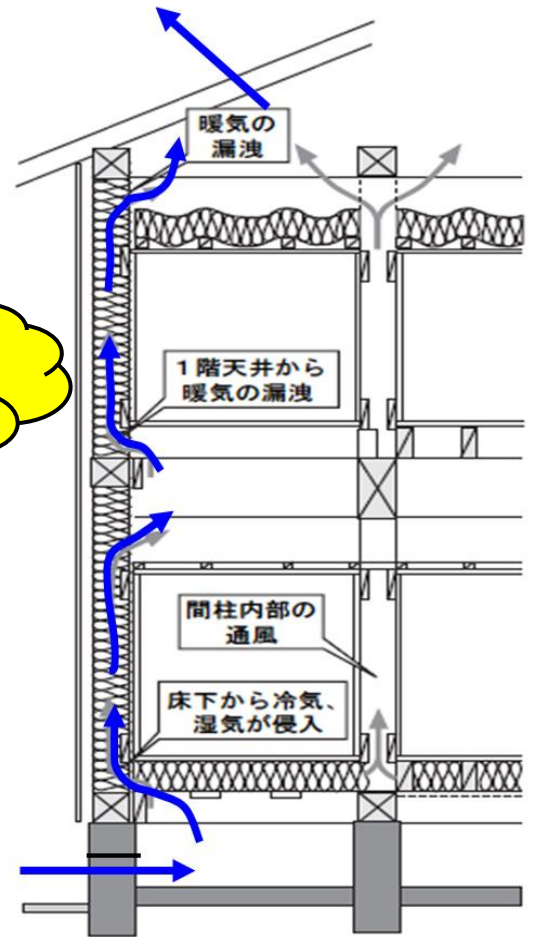 暖気の
漏洩
1階天井から
暖気の漏洩
間柱内部の
通風
床下から冷気、
湿気が侵入